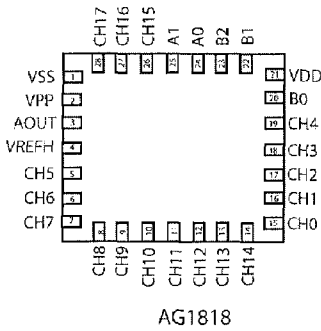 CH17 CH16 CH15 A1 A0 B2 B1
28 27 26 25 24 23 22
VSS 1
VPP 2
AOUT 3
VREFH 4
CH5 5
CH6 6
CH7 7
21 VDD
20 B0
19 CH4
18 CH3
17 CH2
16 CH1
15 CH0
8 9 10 11 12 13 14
CH8 CH9 CH10 CH11 CH12 CH13 CH14
AG1818